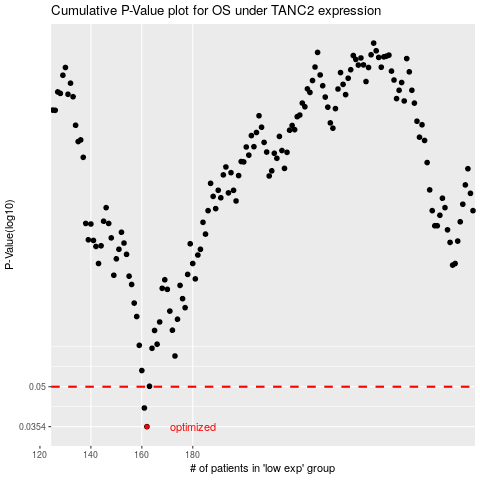 Cumulative P-Value plot for OS under TANC2 expression
P-Value(log10)
0.05
0.0354
optimized
120 140 160 180
# of patients in 'low exp' group